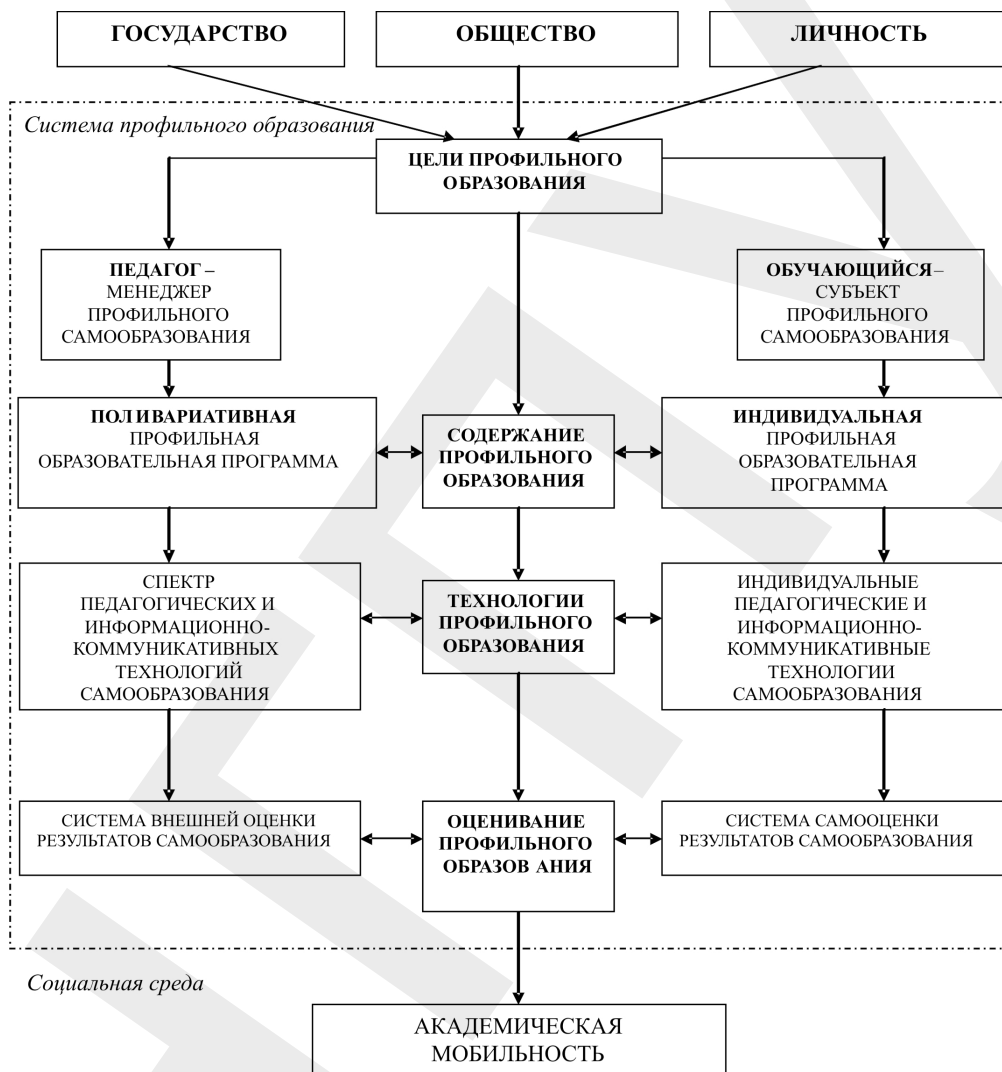 ГОСУДАРСТВО
ОБЩЕСТВО
ЛИЧНОСТЬ
Система профильного образования
ЦЕЛИ ПРОФИЛЬНОГО
ОБРАЗОВАНИЯ
ПЕДАГОГ –
МЕНЕДЖЕР
ПРОФИЛЬНОГО
САМООБРАЗОВАНИЯ
ОБУЧАЮЩИЙСЯ–
СУБЪЕКТ
ПРОФИЛЬНОГО
САМООБРАЗОВАНИЯ
ПОЛИВАРИАТИВНАЯ
ПРОФИЛЬНАЯ
ОБРАЗОВАТЕЛЬНАЯ ПРОГРАММА
СОДЕРЖАНИЕ
ПРОФИЛЬНОГО
ОБРАЗОВАНИЯ
ИНДИВИДУАЛЬНАЯ
ПРОФИЛЬНАЯ
ОБРАЗОВАТЕЛЬНАЯ
ПРОГРАММА
СПЕКТР
ПЕДАГОГИЧЕСКИХ И
ИНФОРМАЦИОННО-
КОММУНИКАТИВНЫХ
ТЕХНОЛОГИЙ
САМООБРАЗОВАНИЯ
ТЕХНОЛОГИИ
ПРОФИЛЬНОГО
ОБРАЗОВАНИЯ
ИНДИВИДУАЛЬНЫЕ
ПЕДАГОГИЧЕСКИЕ И
ИНФОРМАЦИОННО-
КОММУНИКАТИВНЫЕ
ТЕХНОЛОГИИ
САМООБРАЗОВАНИЯ
СИСТЕМА ВНЕШНЕЙ ОЦЕНКИ
РЕЗУЛЬТАТОВ САМООБРАЗОВАНИЯ
ОЦЕНИВАНИЕ
ПРОФИЛЬНОГО
ОБРАЗОВ АНИЯ
СИСТЕМА САМООЦЕНКИ
РЕЗУЛЬТАТОВ САМООБРАЗОВАНИЯ
Социальная среда
АКАДЕМИЧЕСКАЯ
МОБИЛЬНОСТЬ